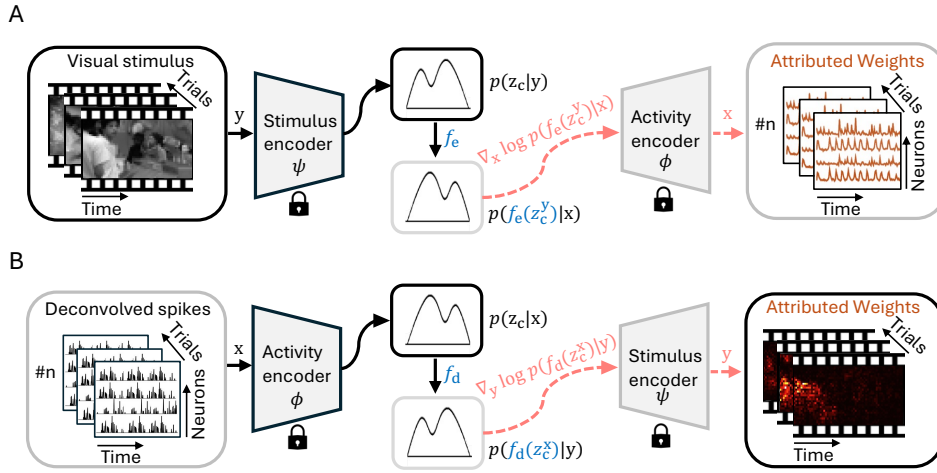 A
Visual stimulus
Trials
Time
y
Stimulus
encoder
ψ
p(z_c|y)
f_e
p(f_e(z_c^y)|x)
∇_x log p(f_e(z_c^y)|x)
Activity
encoder
ϕ
x
Attributed Weights
#n
Trials
Neurons
Time
B
Deconvolved spikes
#n
Trials
Neurons
Time
x
Activity
encoder
ϕ
p(z_c|x)
f_d
p(f_d(z_c^x)|y)
∇_y log p(f_d(z_c^x)|y)
Stimulus
encoder
ψ
y
Attributed Weights
Trials
Time